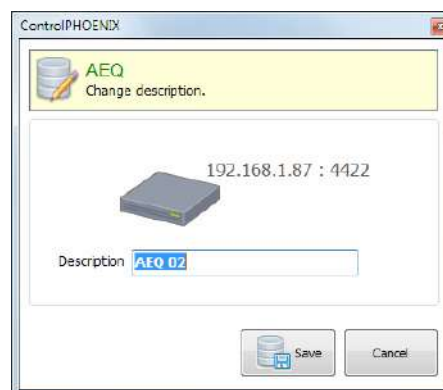 ControlPHOENIX
AEQ
Change description.
192.168.1.87 : 4422
Description AEQ 02
Save Cancel